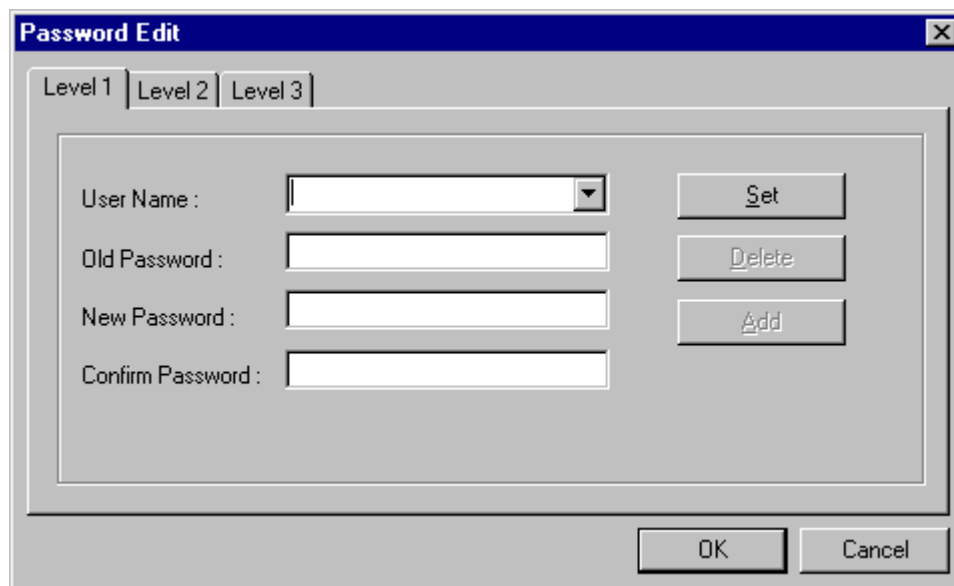 Password Edit
Level 1 Level 2 Level 3
User Name : Set
Old Password : Delete
New Password : Add
Confirm Password :
OK Cancel